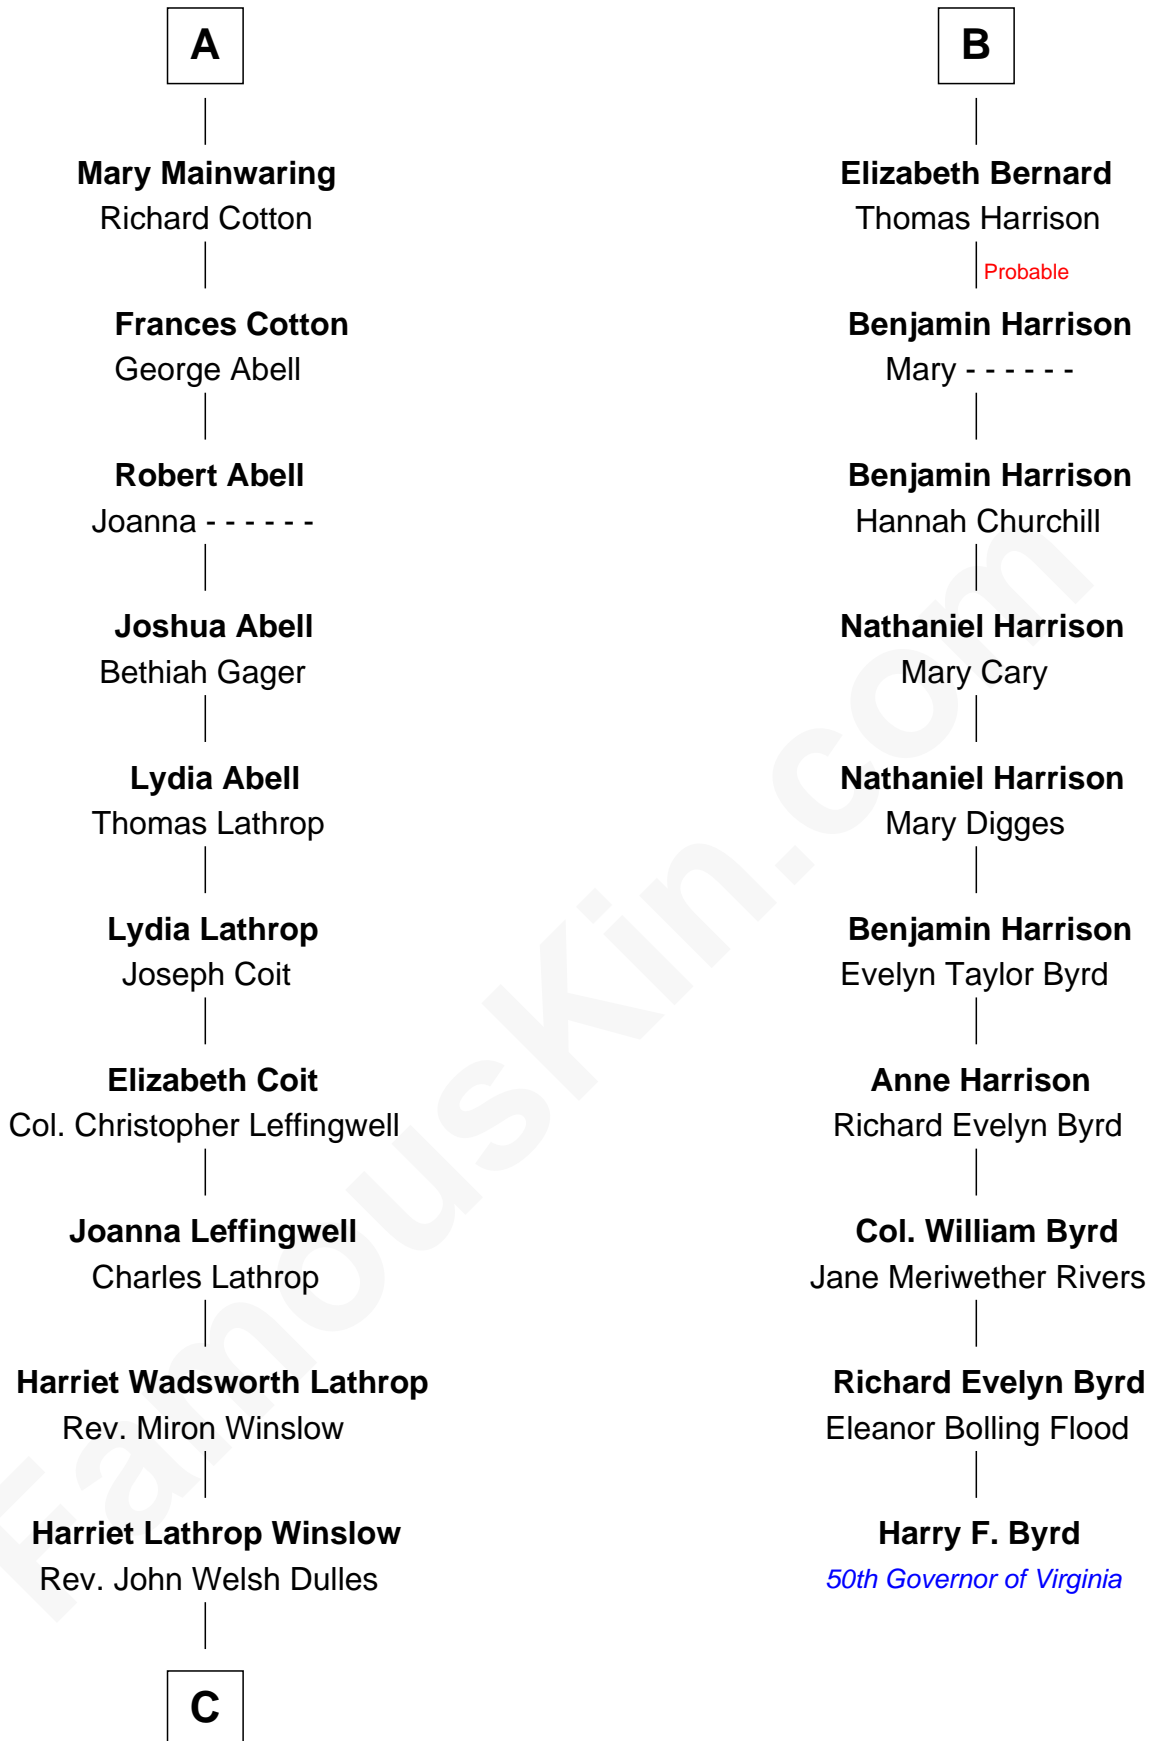 A
Mary Mainwaring
Richard Cotton
Frances Cotton
George Abell
Robert Abell
Joanna - - - - - -
Joshua Abell
Bethiah Gager
Lydia Abell
Thomas Lathrop
Lydia Lathrop
Joseph Coit
Elizabeth Coit
Col. Christopher Leffingwell
Joanna Leffingwell
Charles Lathrop
Harriet Wadsworth Lathrop
Rev. Miron Winslow
Harriet Lathrop Winslow
Rev. John Welsh Dulles
C
B
Elizabeth Bernard
Thomas Harrison
Probable
Benjamin Harrison
Mary - - - - - -
Benjamin Harrison
Hannah Churchill
Nathaniel Harrison
Mary Cary
Nathaniel Harrison
Mary Digges
Benjamin Harrison
Evelyn Taylor Byrd
Anne Harrison
Richard Evelyn Byrd
Col. William Byrd
Jane Meriwether Rivers
Richard Evelyn Byrd
Eleanor Bolling Flood
Harry F. Byrd
50th Governor of Virginia
FamousKin.com